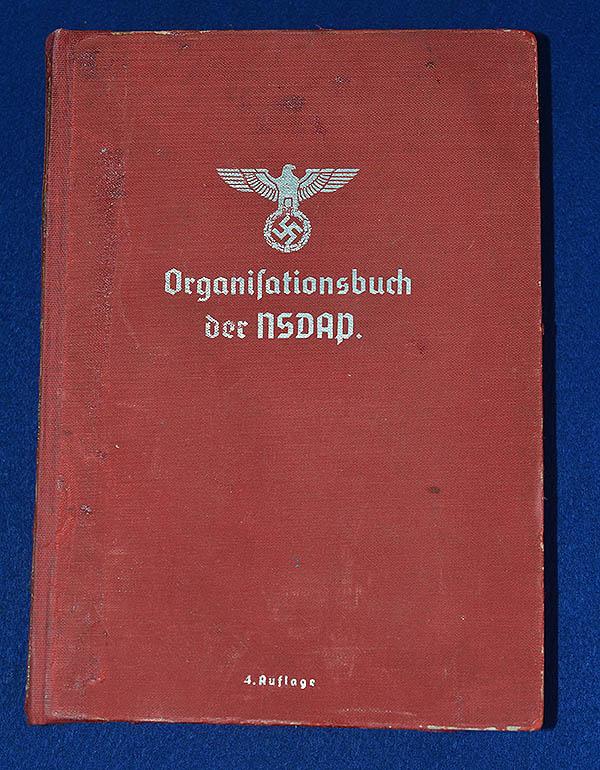 Organiſationsbuch
der NSDAP.
4. Auflage